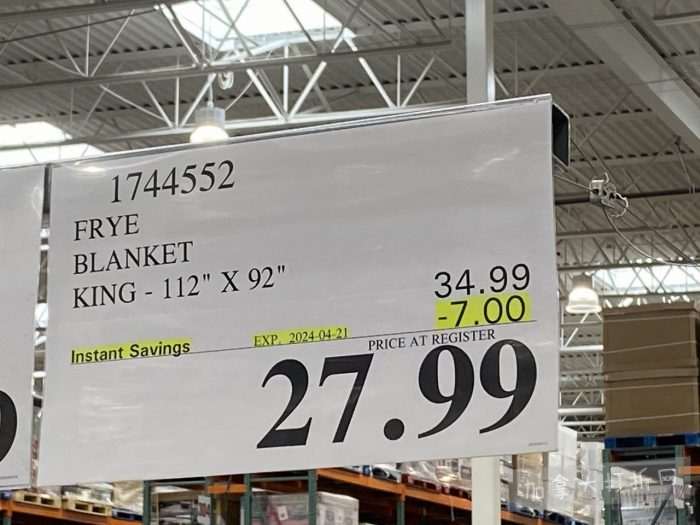 1744552
FRYE
BLANKET
KING - 112" X 92"
34.99
-7.00
Instant Savings
EXP. 2024-04-21
PRICE AT REGISTER
27.99
9